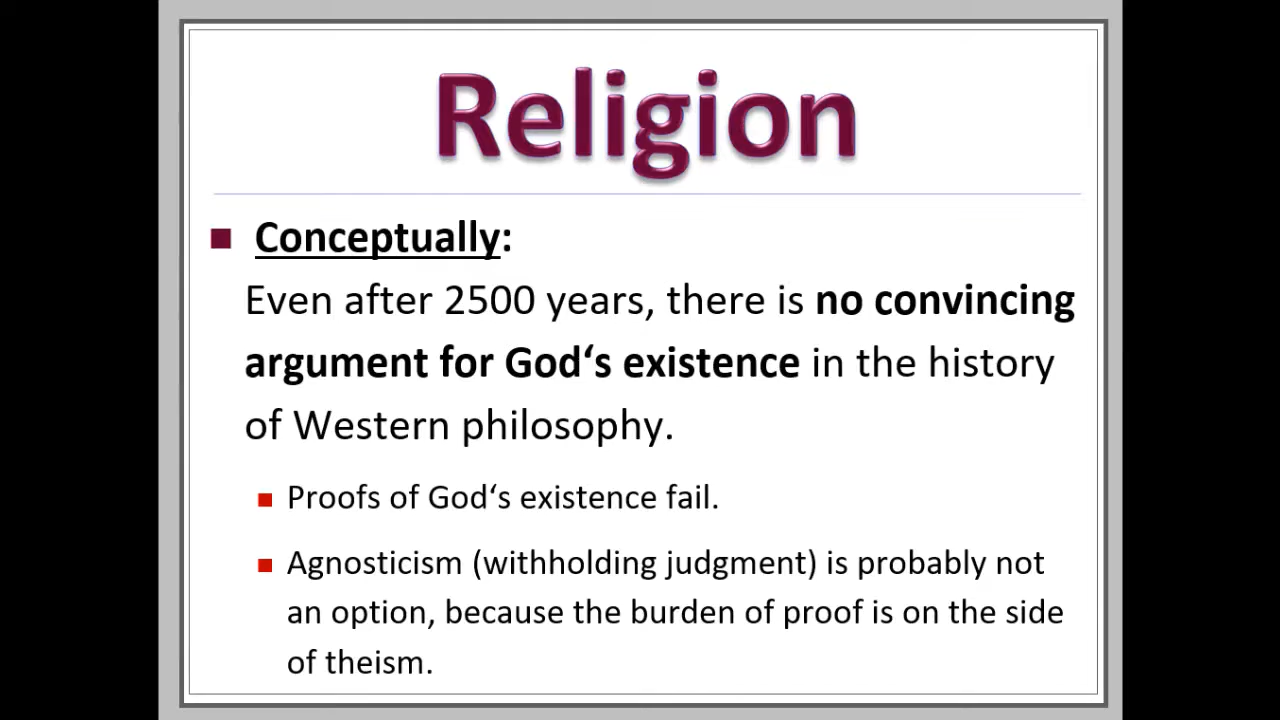 Religion
Conceptually:
Even after 2500 years, there is no convincing
argument for God‘s existence in the history
of Western philosophy.
Proofs of God‘s existence fail.
Agnosticism (withholding judgment) is probably not
an option, because the burden of proof is on the side
of theism.